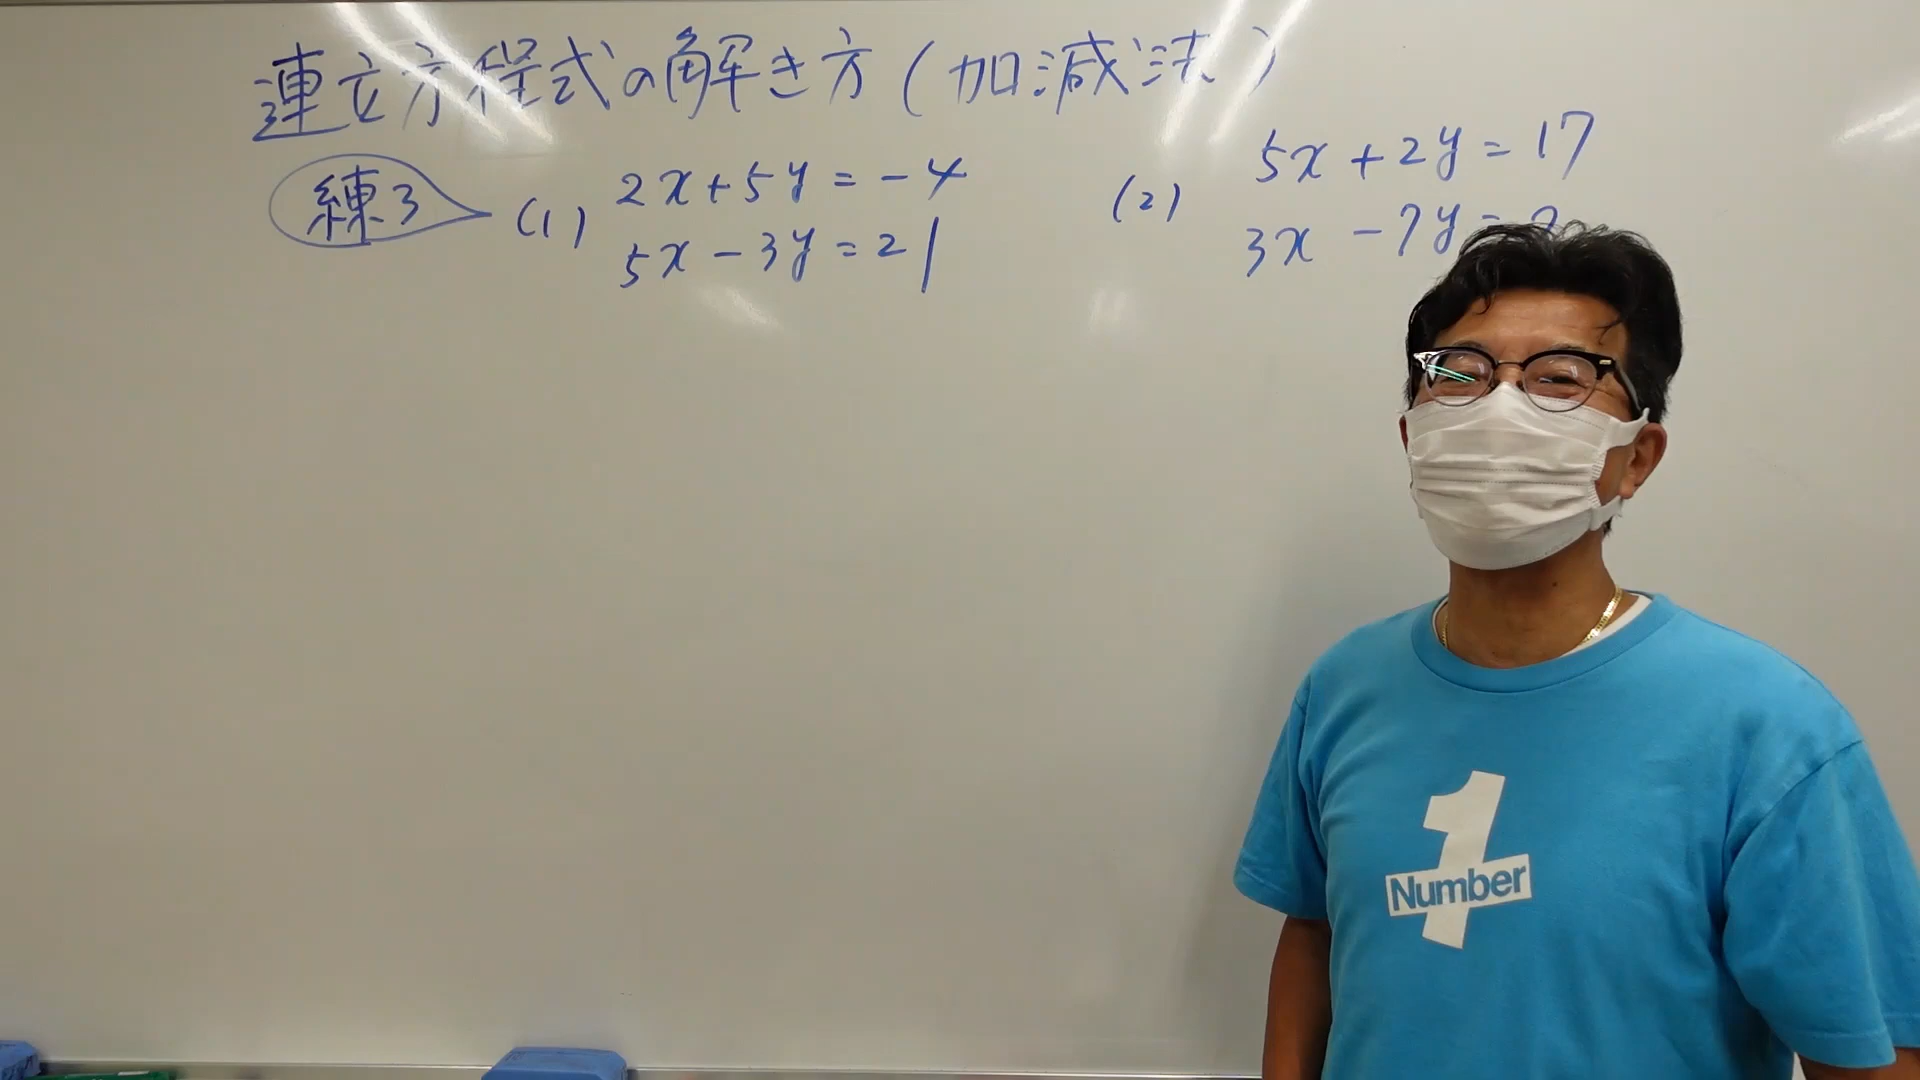 連立方程式の解き方(加減法)
練3
(1) 2x+5y=-4
5x-3y=21
(2) 5x+2y=17
3x-7y=
1
Number